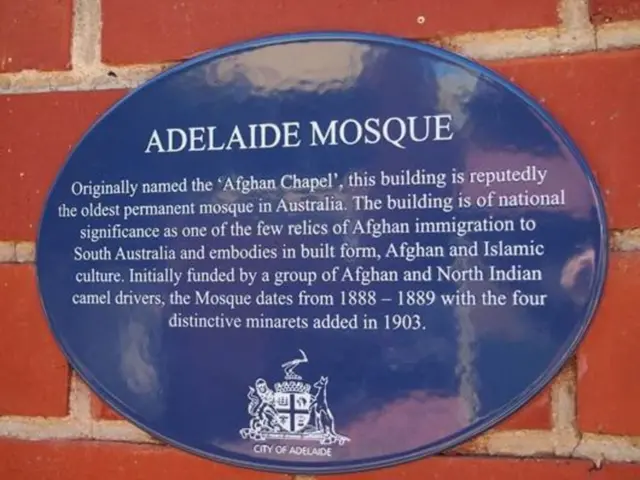 ADELAIDE MOSQUE
Originally named the 'Afghan Chapel', this building is reputedly
the oldest permanent mosque in Australia. The building is of national
significance as one of the few relics of Afghan immigration to
South Australia and embodies in built form, Afghan and Islamic
culture. Initially funded by a group of Afghan and North Indian
camel drivers, the Mosque dates from 1888 – 1889 with the four
distinctive minarets added in 1903.
CITY OF ADELAIDE